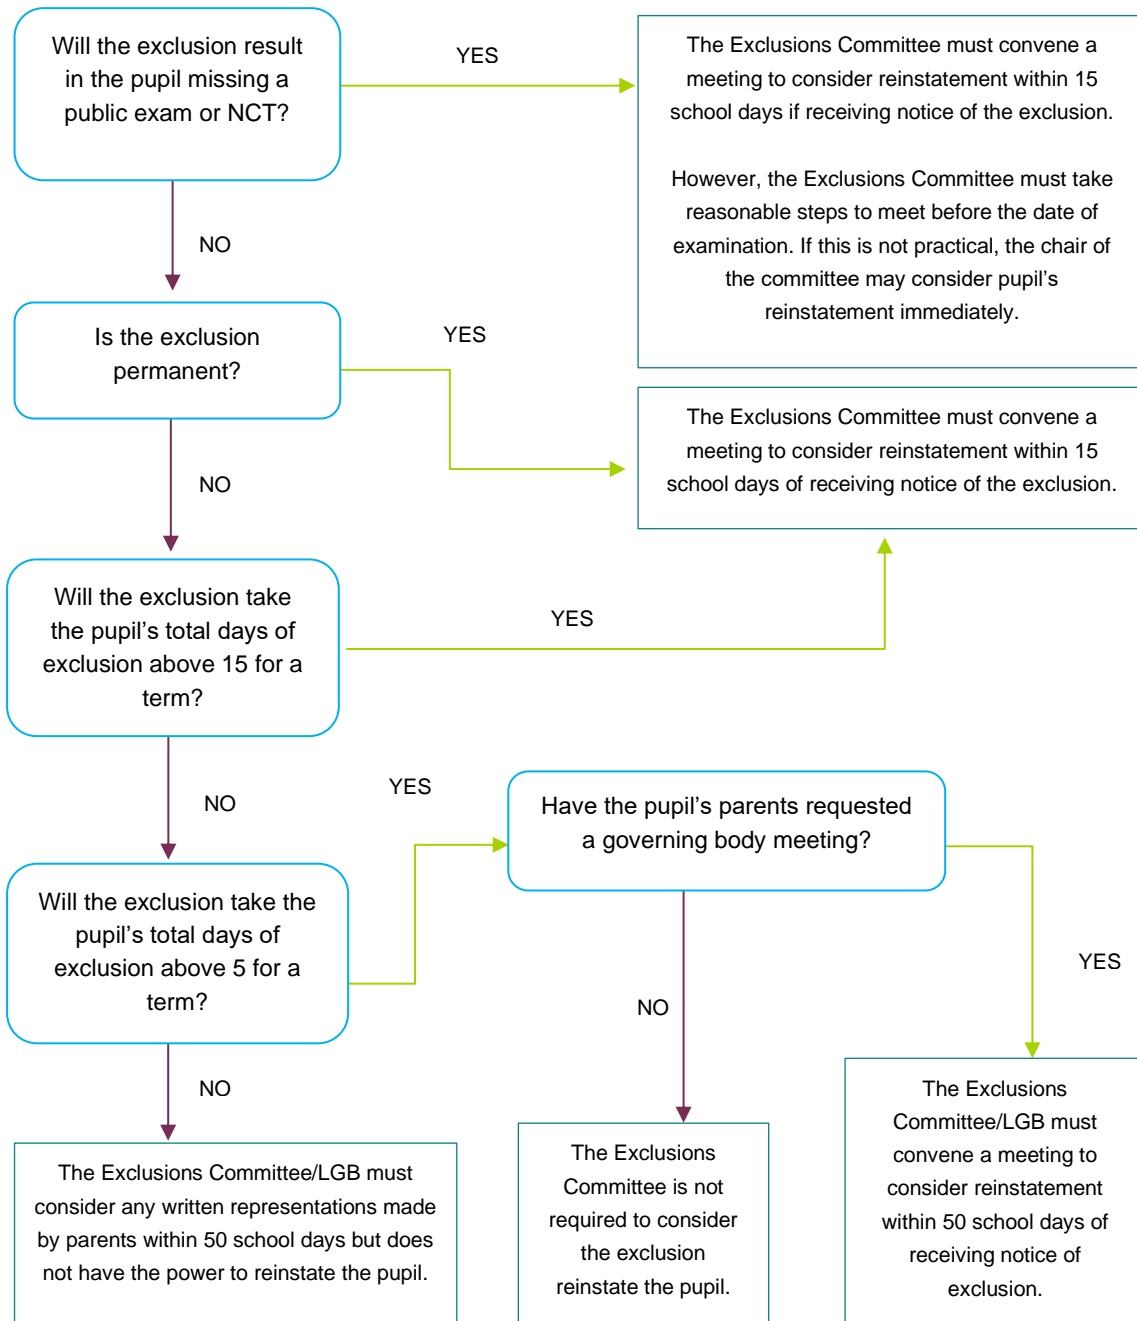 Will the exclusion result
in the pupil missing a
public exam or NCT?
YES
The Exclusions Committee must convene a
meeting to consider reinstatement within 15
school days if receiving notice of the exclusion.
However, the Exclusions Committee must take
reasonable steps to meet before the date of
examination. If this is not practical, the chair of
the committee may consider pupil’s
reinstatement immediately.
NO
Is the exclusion
permanent?
YES
The Exclusions Committee must convene a
meeting to consider reinstatement within 15
school days of receiving notice of the exclusion.
NO
Will the exclusion take
the pupil’s total days of
exclusion above 15 for a
term?
YES
NO
Will the exclusion take the
pupil’s total days of
exclusion above 5 for a
term?
YES
Have the pupil’s parents requested
a governing body meeting?
NO
YES
NO
The Exclusions Committee/LGB must
consider any written representations made
by parents within 50 school days but does
not have the power to reinstate the pupil.
The Exclusions
Committee is not
required to consider
the exclusion
reinstate the pupil.
The Exclusions
Committee/LGB must
convene a meeting to
consider reinstatement
within 50 school days of
receiving notice of
exclusion.